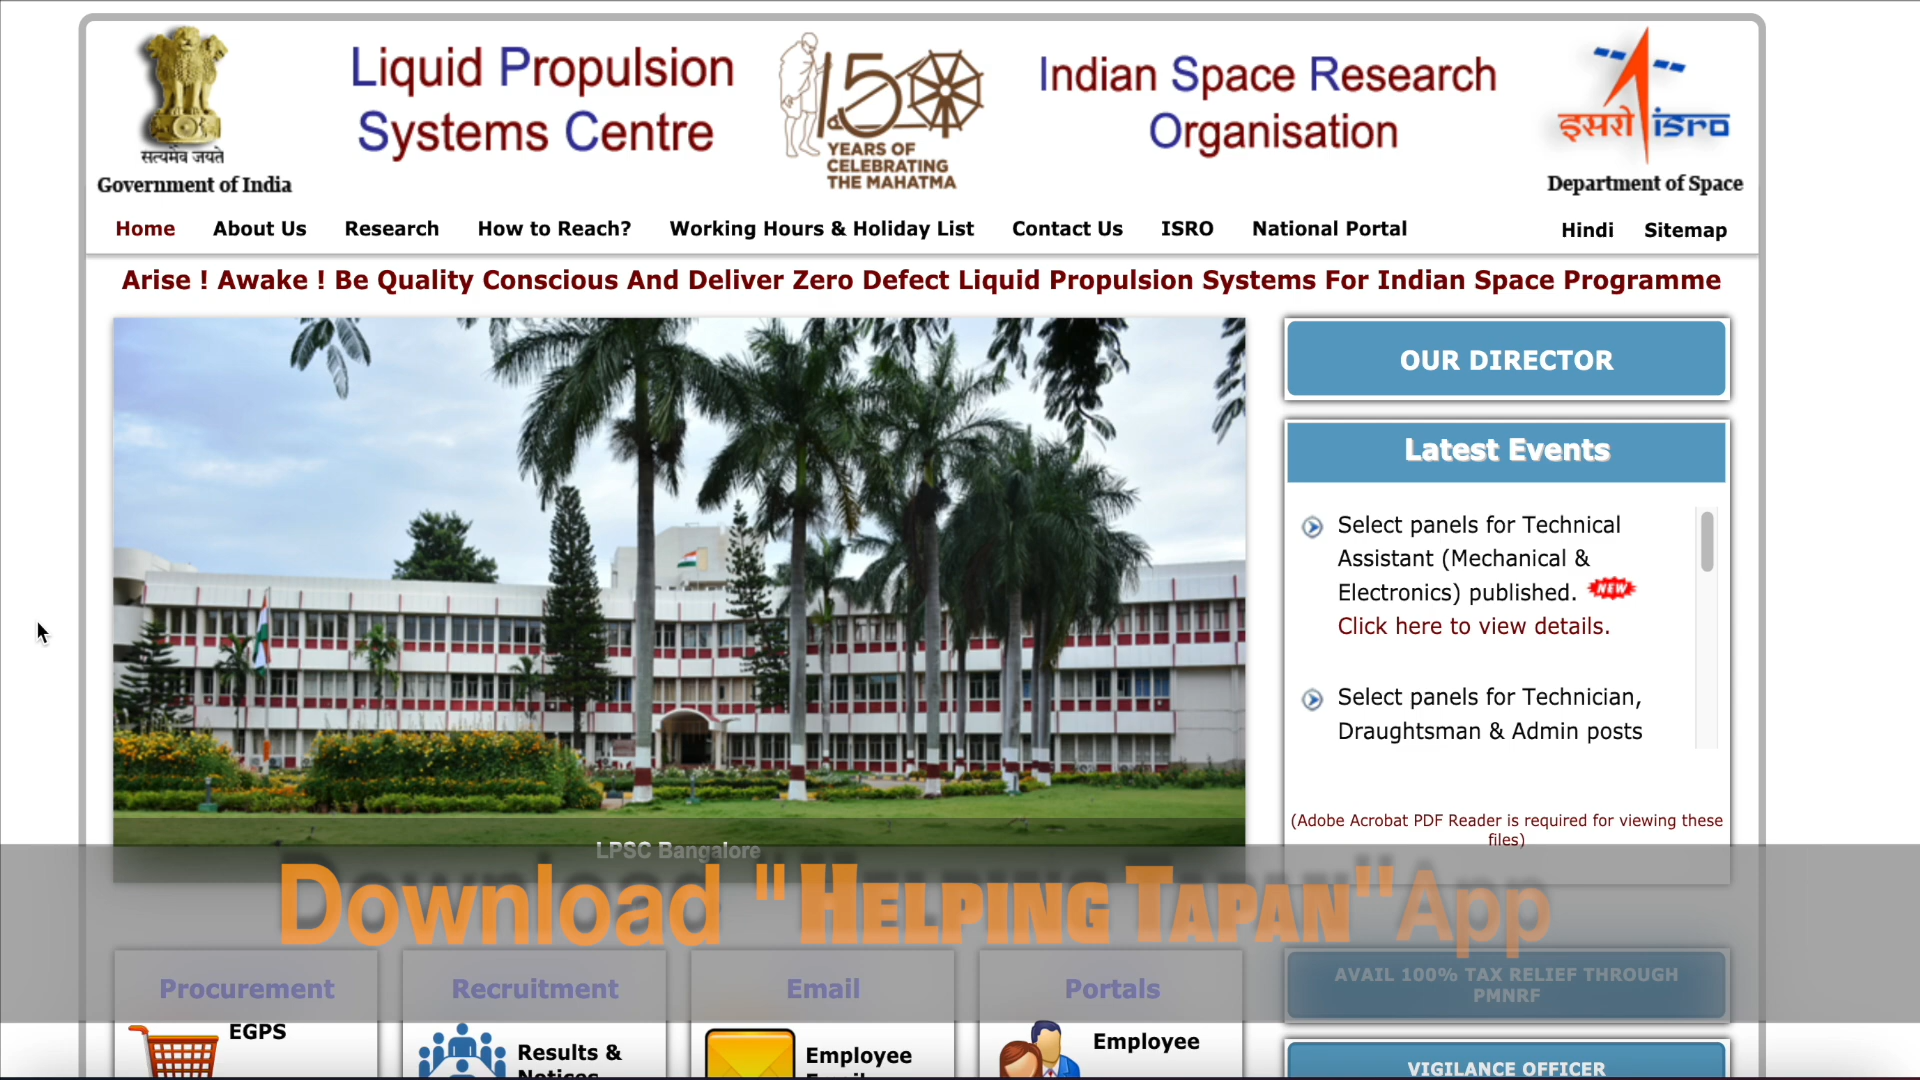 सत्यमेव जयते
Government of India
Liquid Propulsion
Systems Centre
150
YEARS OF
CELEBRATING
THE MAHATMA
Indian Space Research
Organisation
इसरो isro
Department of Space
Home About Us Research How to Reach? Working Hours & Holiday List Contact Us ISRO National Portal Hindi Sitemap
Arise ! Awake ! Be Quality Conscious And Deliver Zero Defect Liquid Propulsion Systems For Indian Space Programme
OUR DIRECTOR
Latest Events
Select panels for Technical
Assistant (Mechanical &
Electronics) published. NEW
Click here to view details.
Select panels for Technician,
Draughtsman & Admin posts
(Adobe Acrobat PDF Reader is required for viewing these
files)
LPSC Bangalore
Download "HELPING TAPAN" App
Procurement
EGPS
Recruitment
Results &
Notices
Email
Employee
Email
Portals
Employee
AVAIL 100% TAX RELIEF THROUGH
PMNRF
VIGILANCE OFFICER